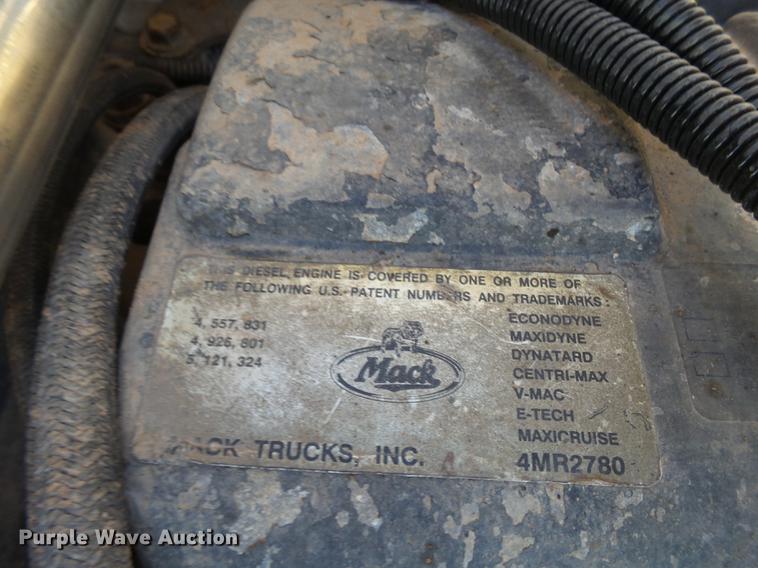 THIS DIESEL ENGINE IS COVERED BY ONE OR MORE OF
THE FOLLOWING U.S. PATENT NUMBERS AND TRADEMARKS:
4, 557, 831
4, 926, 801
5, 121, 324
Mack
ECONODYNE
MAXIDYNE
DYNATARD
CENTRI-MAX
V-MAC
E-TECH
MAXICRUISE
MACK TRUCKS, INC.
4MR2780
Purple Wave Auction